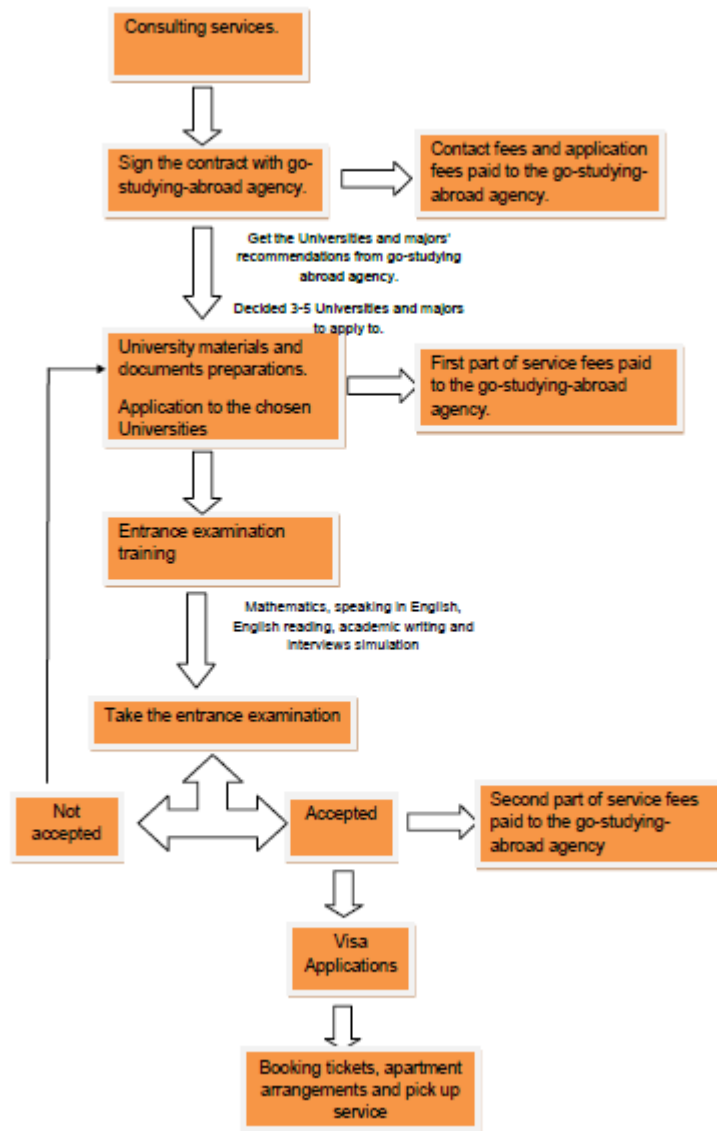 Consulting services.
Sign the contract with go-
studying-abroad agency.
Contact fees and application
fees paid to the go-studying-
abroad agency.
Get the Universities and majors'
recommendations from go-studying
abroad agency.
Decided 3-5 Universities and majors
to apply to.
University materials and
documents preparations.
Application to the chosen
Universities
First part of service fees paid
to the go-studying-abroad
agency.
Entrance examination
training
Mathematics, speaking in English,
English reading, academic writing and
interviews simulation
Take the entrance examination
Not
accepted
Accepted
Second part of service fees
paid to the go-studying-
abroad agency
Visa
Applications
Booking tickets, apartment
arrangements and pick up
service